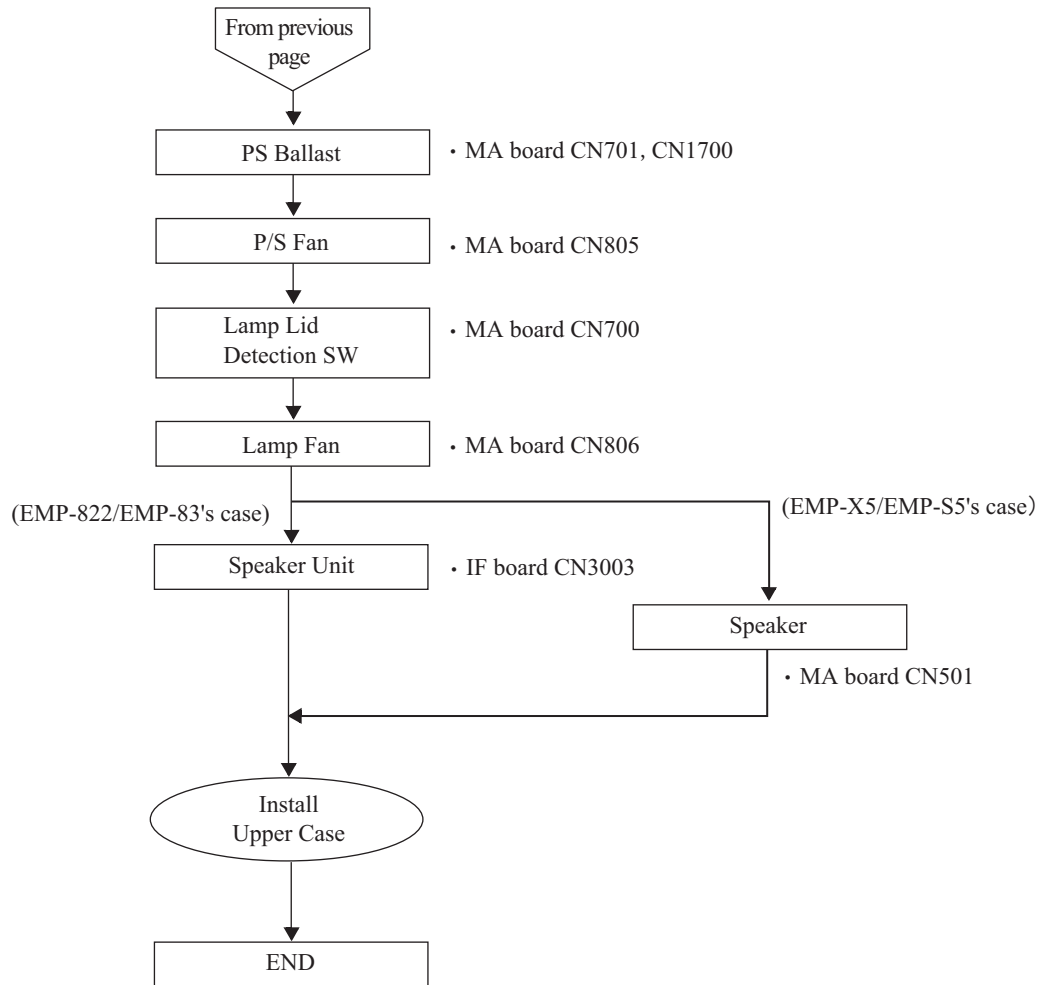 From previous
page
PS Ballast
・ MA board CN701, CN1700
P/S Fan
・ MA board CN805
Lamp Lid
Detection SW
・ MA board CN700
Lamp Fan
・ MA board CN806
(EMP-822/EMP-83's case)
(EMP-X5/EMP-S5's case）
Speaker Unit
・ IF board CN3003
Speaker
・ MA board CN501
Install
Upper Case
END